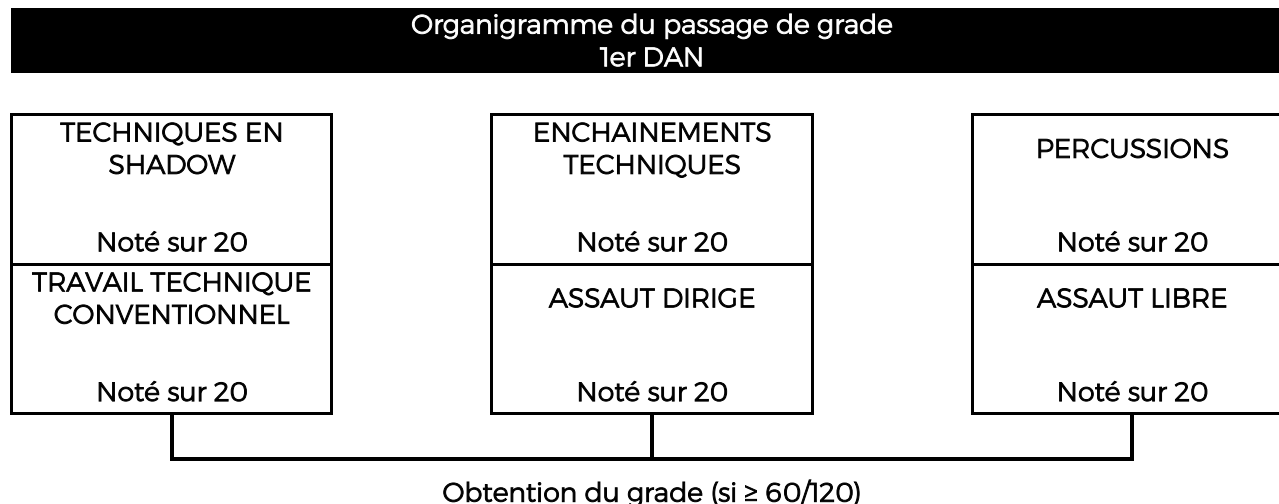 Organigramme du passage de grade
1er DAN
TECHNIQUES EN
SHADOW
Noté sur 20
TRAVAIL TECHNIQUE
CONVENTIONNEL
Noté sur 20
ENCHAINEMENTS
TECHNIQUES
Noté sur 20
ASSAUT DIRIGE
Noté sur 20
PERCUSSIONS
Noté sur 20
ASSAUT LIBRE
Noté sur 20
Obtention du grade (si ≥ 60/120)